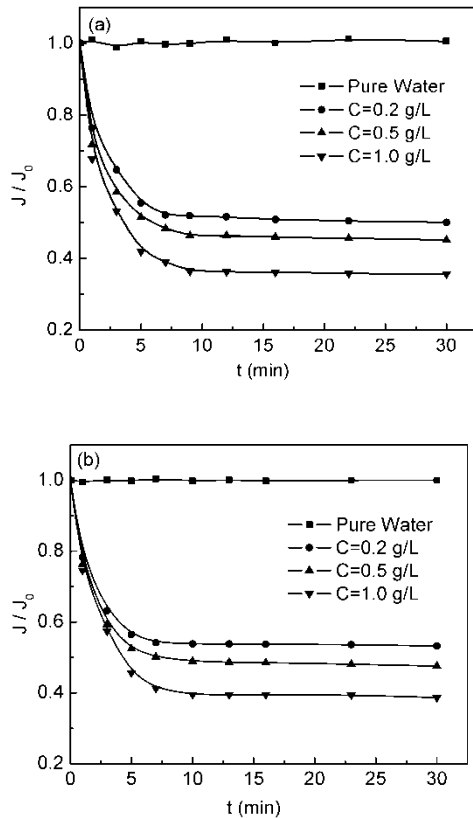 (a)
1.0
0.8
0.6
0.4
0.2
J / J0
Pure Water
C=0.2 g/L
C=0.5 g/L
C=1.0 g/L
0 5 10 15 20 25 30
t (min)
(b)
1.0
0.8
0.6
0.4
0.2
J / J0
Pure Water
C=0.2 g/L
C=0.5 g/L
C=1.0 g/L
0 5 10 15 20 25 30
t (min)